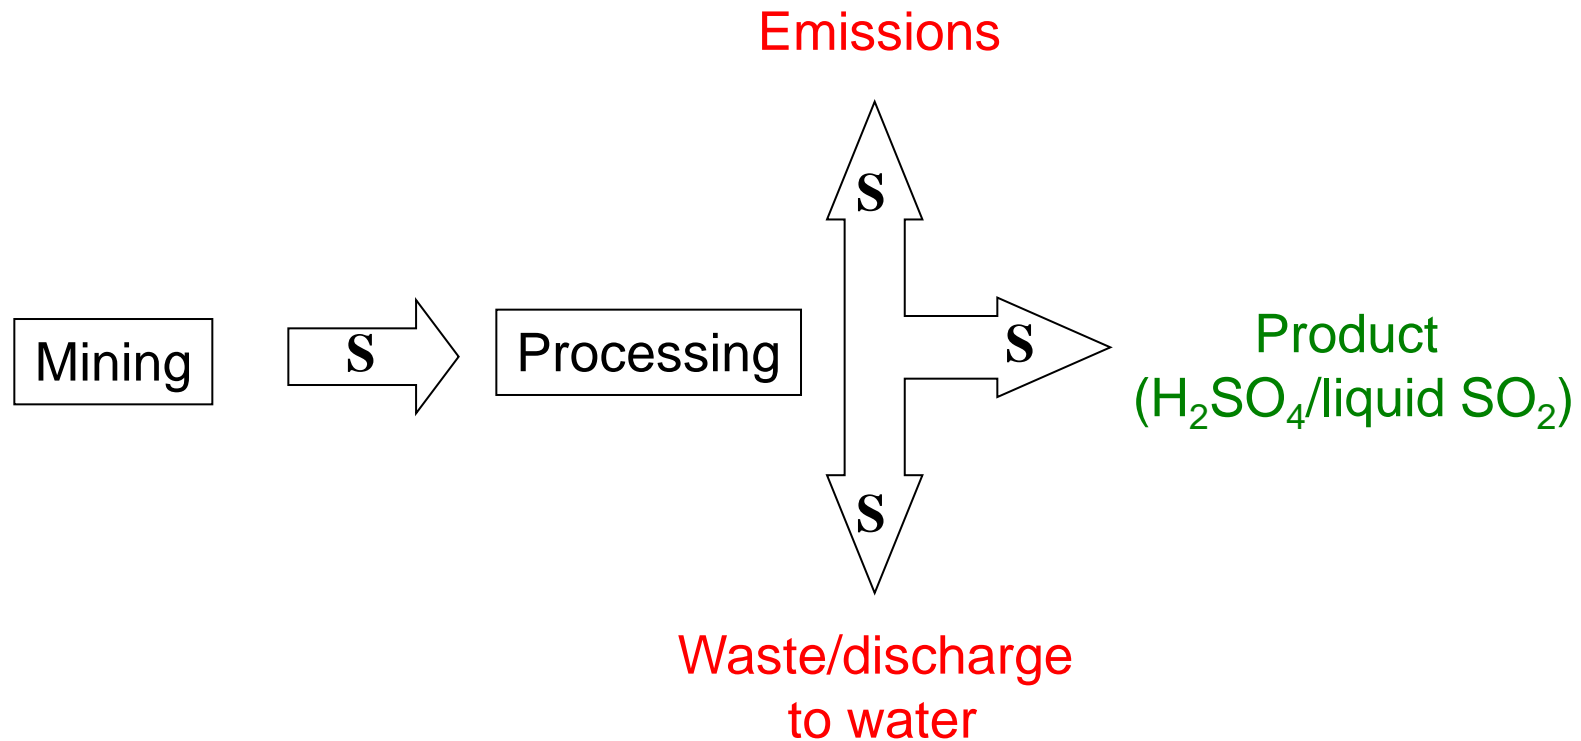 Emissions
S
Mining
S
Processing
S
Product
(H₂SO₄/liquid SO₂)
S
Waste/discharge
to water